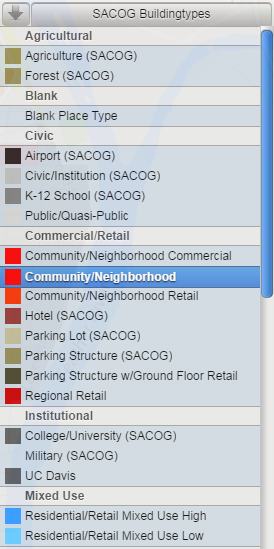 SACOG Buildingtypes
Agricultural
Agriculture (SACOG)
Forest (SACOG)
Blank
Blank Place Type
Civic
Airport (SACOG)
Civic/Institution (SACOG)
K-12 School (SACOG)
Public/Quasi-Public
Commercial/Retail
Community/Neighborhood Commercial
Community/Neighborhood
Community/Neighborhood Retail
Hotel (SACOG)
Parking Lot (SACOG)
Parking Structure (SACOG)
Parking Structure w/Ground Floor Retail
Regional Retail
Institutional
College/University (SACOG)
Military (SACOG)
UC Davis
Mixed Use
Residential/Retail Mixed Use High
Residential/Retail Mixed Use Low